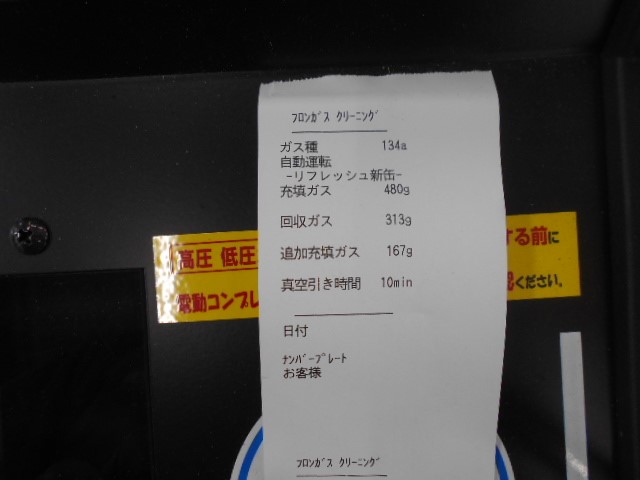 ﾌﾛﾝｶﾞｽ ｸﾘｰﾆﾝｸﾞ
ガス種 134a
自動運転
-リフレッシュ新缶-
充填ガス 480g
回収ガス 313g
追加充填ガス 167g
真空引き時間 10min
日付
ﾅﾝﾊﾞｰﾌﾟﾚｰﾄ
お客様
ﾌﾛﾝｶﾞｽ ｸﾘｰﾆﾝｸﾞ
高圧 低圧
電動コンプレ
する前に
ください。